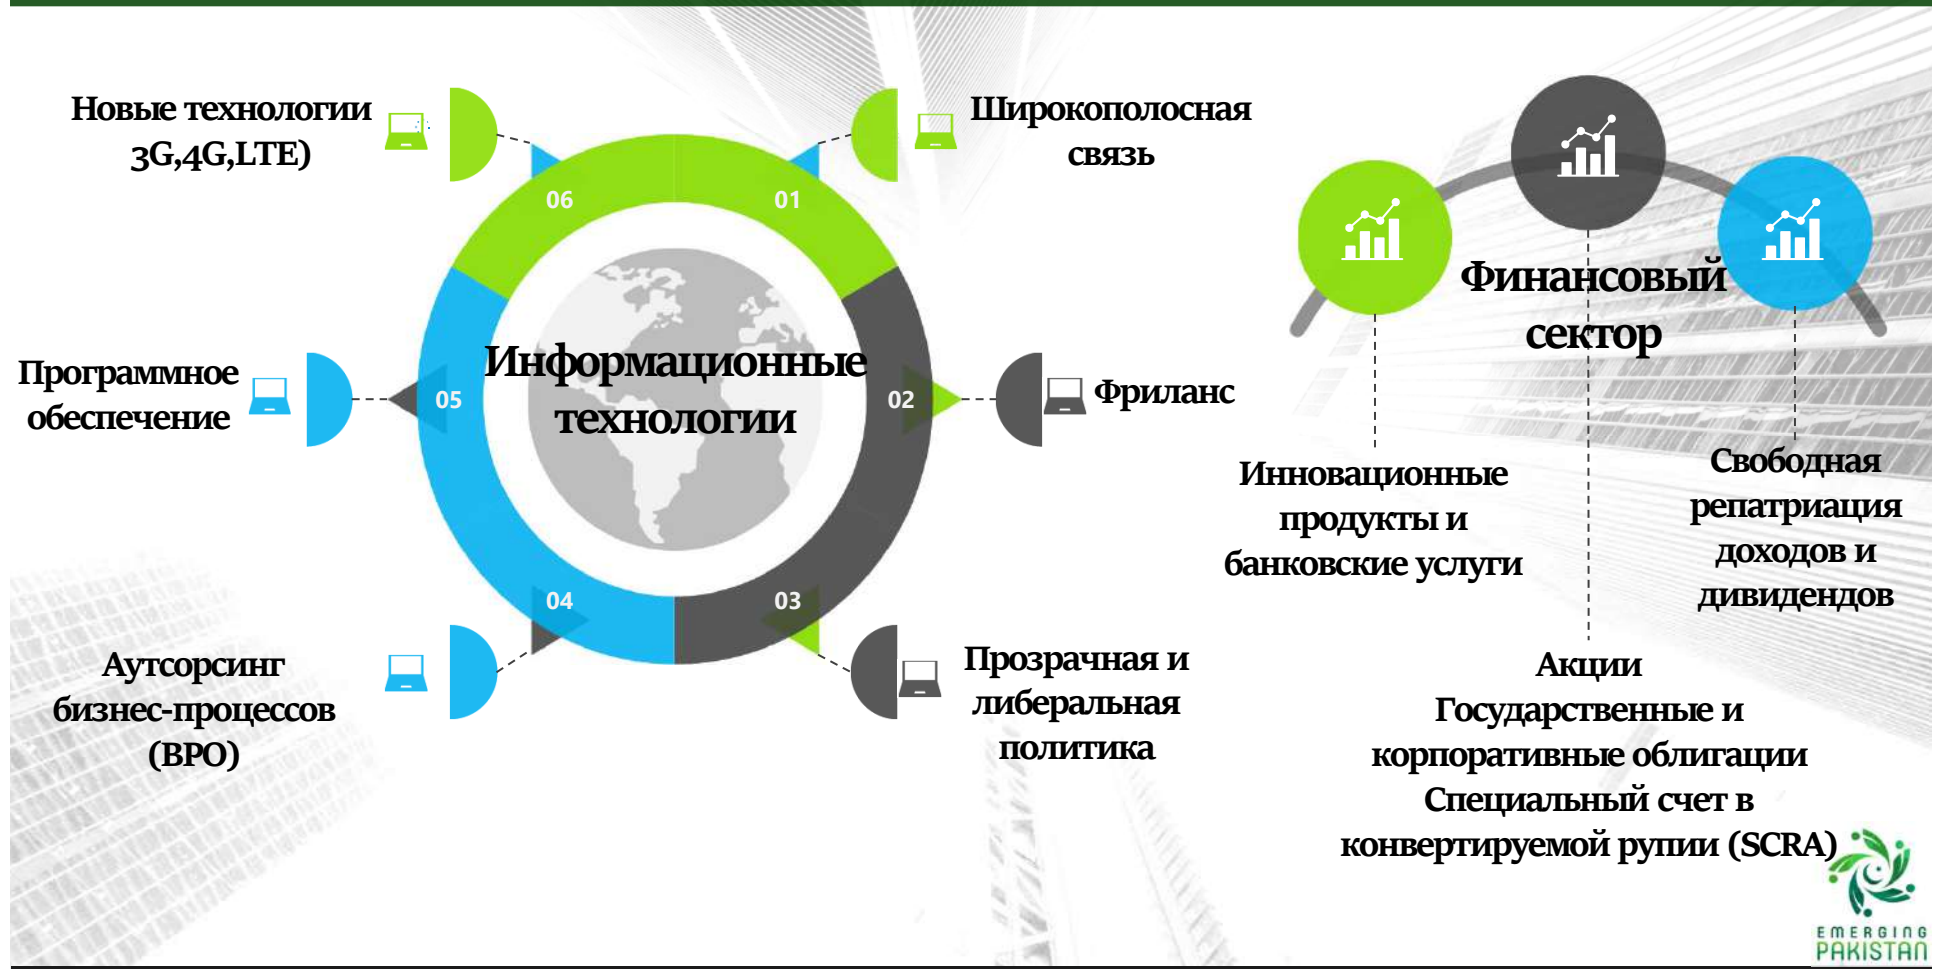 Новые технологии
3G,4G,LTE)
Широкополосная
связь
06
01
Информационные
технологии
Программное
обеспечение
05
02
Фриланс
04
03
Аутсорсинг
бизнес-процессов
(BPO)
Прозрачная и
либеральная
политика
Финансовый
сектор
Инновационные
продукты и
банковские услуги
Свободная
репатриация
доходов и
дивидендов
Акции
Государственные и
корпоративные облигации
Специальный счет в
конвертируемой рупии (SCRA)
EMERGING
PAKISTAN